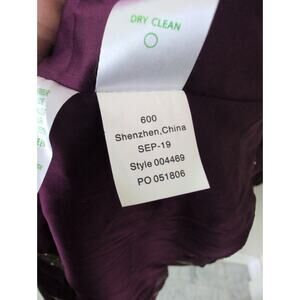 DRY CLEAN
600
Shenzhen,China
SEP-19
Style 004469
PO 051806